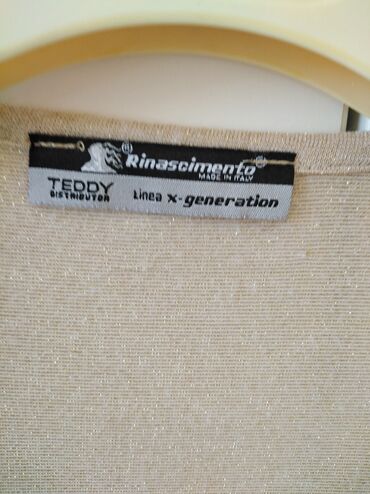 ® Rinascimento ®
MADE IN ITALY
TEDDY
DISTRIBUTOR
Linea x-generation